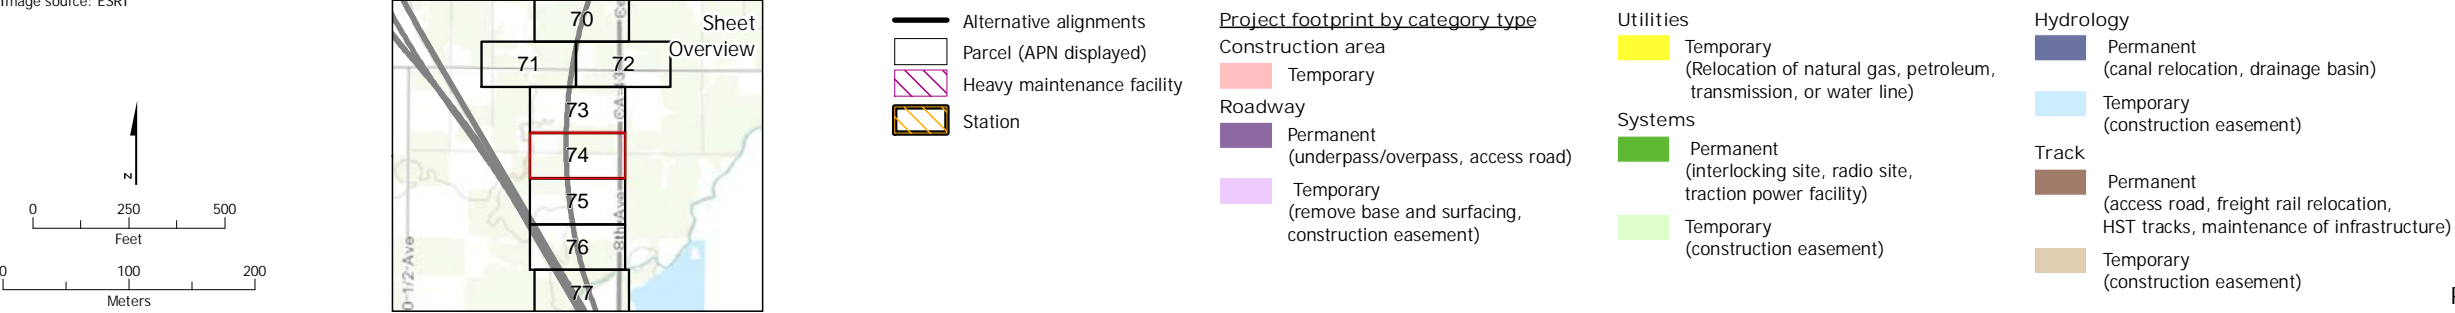 Image source: ESRI
N
0 250 500
Feet
0 100 200
Meters
Sheet
Overview
70
71
72
73
74
75
76
77
8th Ave
Alternative alignments
Parcel (APN displayed)
Heavy maintenance facility
Station
Project footprint by category type
Construction area
Temporary
Roadway
Permanent
(underpass/overpass, access road)
Temporary
(remove base and surfacing,
construction easement)
Utilities
Temporary
(Relocation of natural gas, petroleum,
transmission, or water line)
Systems
Permanent
(interlocking site, radio site,
traction power facility)
Temporary
(construction easement)
Hydrology
Permanent
(canal relocation, drainage basin)
Temporary
(construction easement)
Track
Permanent
(access road, freight rail relocation,
HST tracks, maintenance of infrastructure)
Temporary
(construction easement)